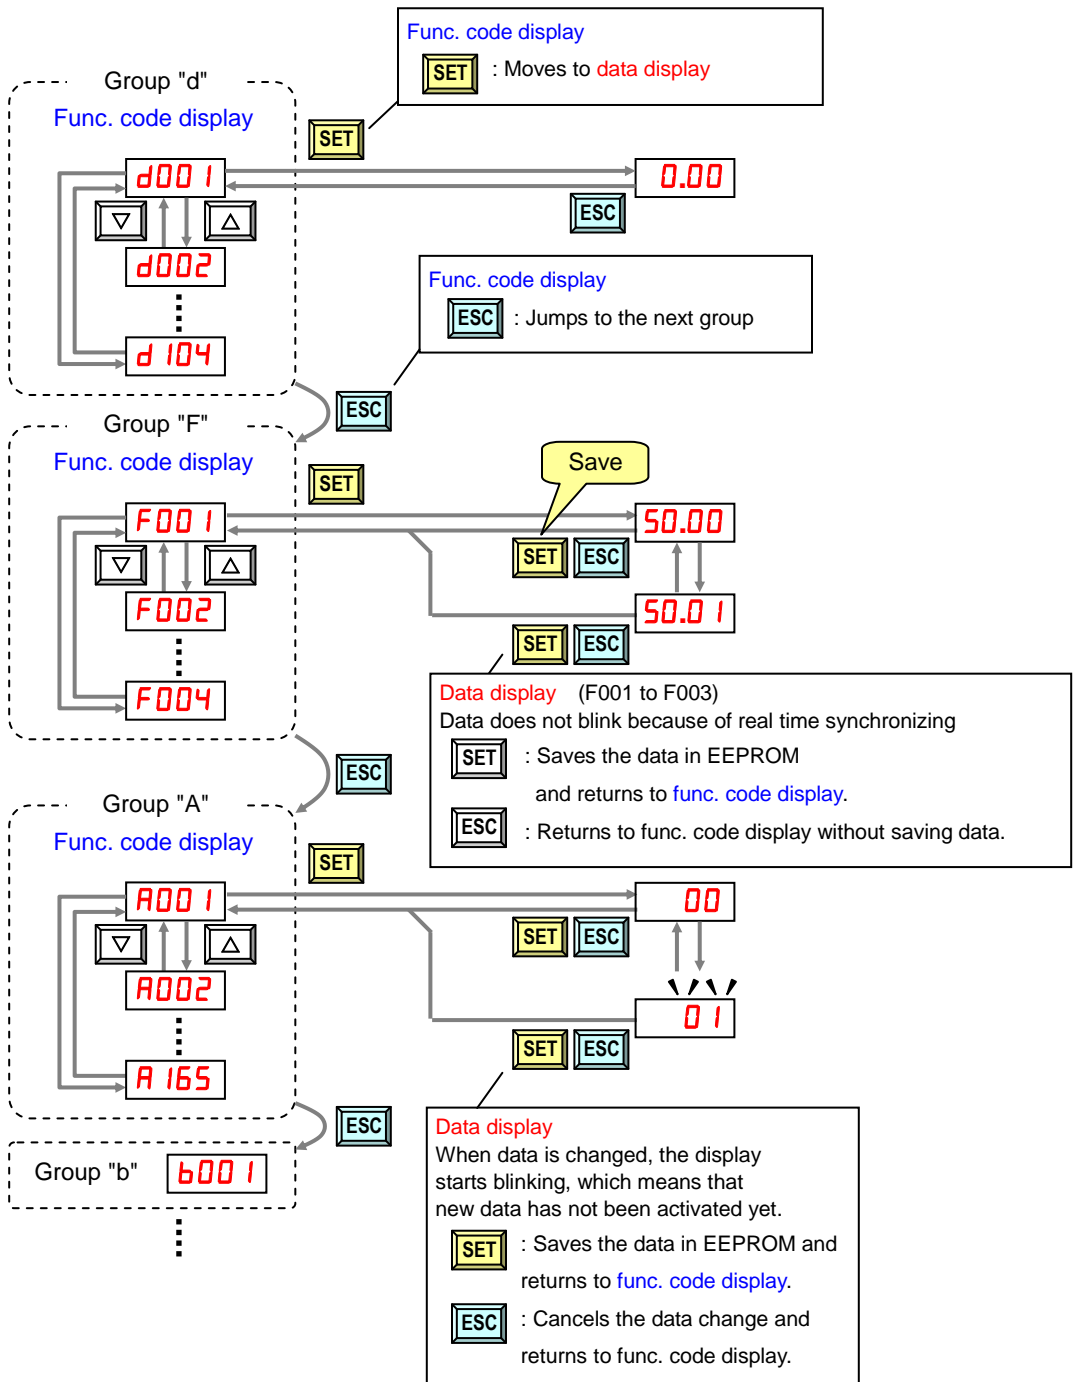 Func. code display
SET : Moves to data display
Group "d"
Func. code display
SET
d001
0.00
ESC
d002
d104
Func. code display
ESC : Jumps to the next group
ESC
Group "F"
Func. code display
SET
Save
F001
50.00
SET ESC
F002
50.01
SET ESC
F004
Data display (F001 to F003)
Data does not blink because of real time synchronizing
SET : Saves the data in EEPROM
and returns to func. code display.
ESC : Returns to func. code display without saving data.
ESC
Group "A"
Func. code display
SET
A001
00
SET ESC
A002
01
SET ESC
A165
ESC
Data display
When data is changed, the display
starts blinking, which means that
new data has not been activated yet.
SET : Saves the data in EEPROM and
returns to func. code display.
ESC : Cancels the data change and
returns to func. code display.
Group "b" b001